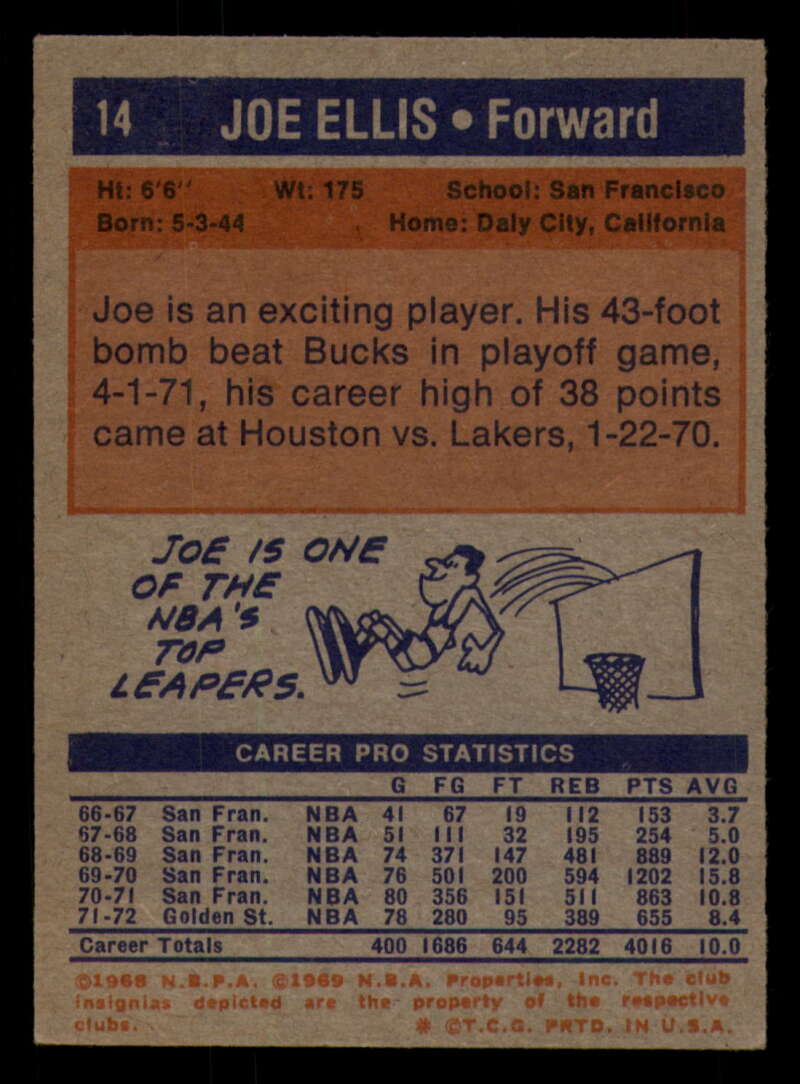 14 JOE ELLIS • Forward
Ht: 6'6" Wt: 175 School: San Francisco
Born: 5-3-44 Home: Daly City, California
Joe is an exciting player. His 43-foot
bomb beat Bucks in playoff game,
4-1-71, his career high of 38 points
came at Houston vs. Lakers, 1-22-70.
JOE IS ONE
OF THE
NBA'S
TOP
LEAPERS.
CAREER PRO STATISTICS
G FG FT REB PTS AVG
66-67 San Fran. NBA 41 67 19 112 153 3.7
67-68 San Fran. NBA 51 111 32 195 254 5.0
68-69 San Fran. NBA 74 371 147 481 889 12.0
69-70 San Fran. NBA 76 501 200 594 1202 15.8
70-71 San Fran. NBA 80 356 151 511 863 10.8
71-72 Golden St. NBA 78 280 95 389 655 8.4
Career Totals 400 1686 644 2282 4016 10.0
©1968 N.B.P.A. ©1969 N.B.A. Properties, Inc. The club
insignias depicted are the property of the respective
clubs. * ©T.C.G. PRTD. IN U.S.A.